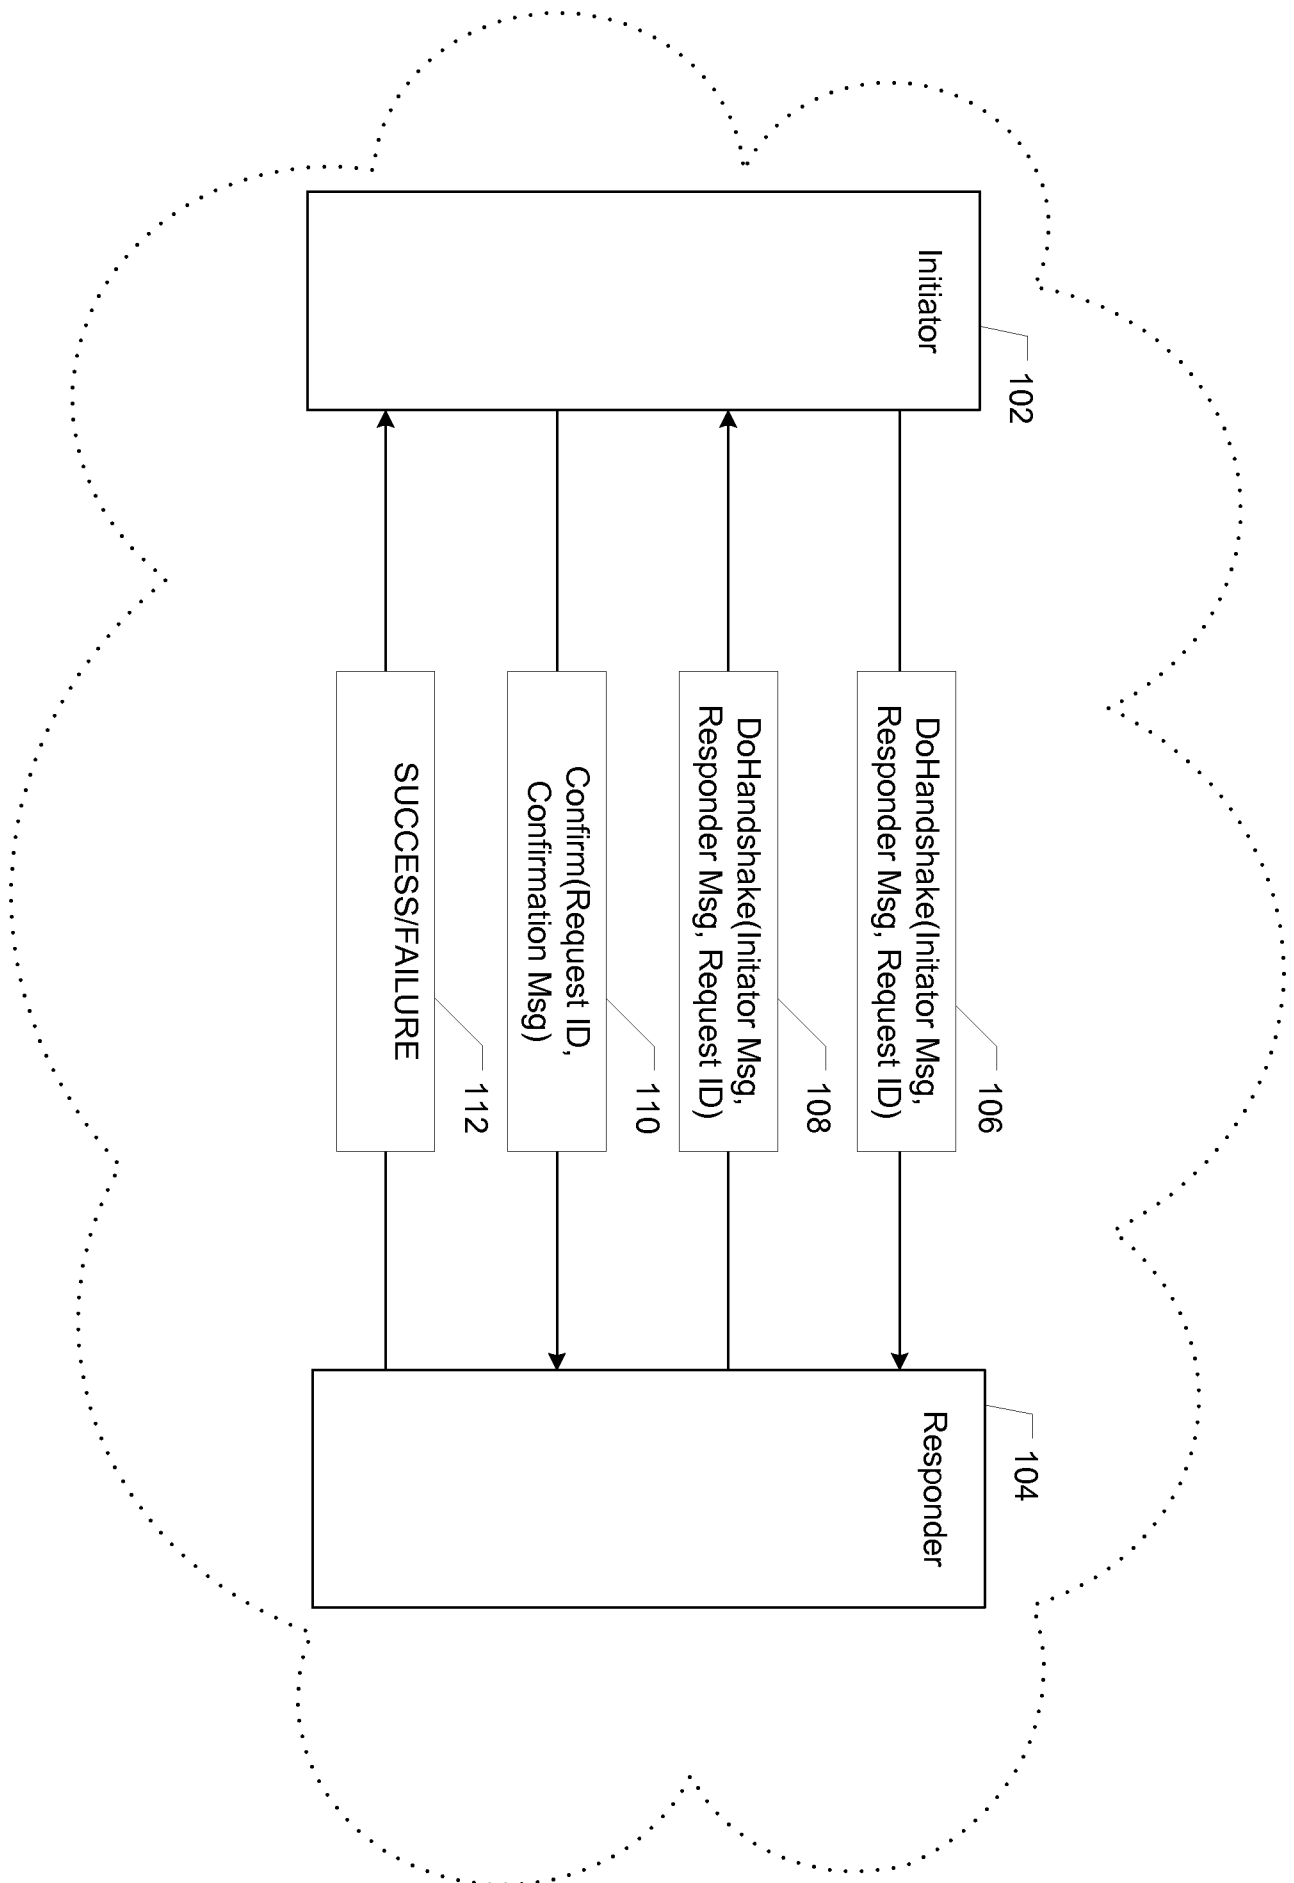 102
Initiator
104
Responder
106
DoHandshake(Initator Msg,
Responder Msg, Request ID)
108
DoHandshake(Initator Msg,
Responder Msg, Request ID)
110
Confirm(Request ID,
Confirmation Msg)
112
SUCCESS/FAILURE